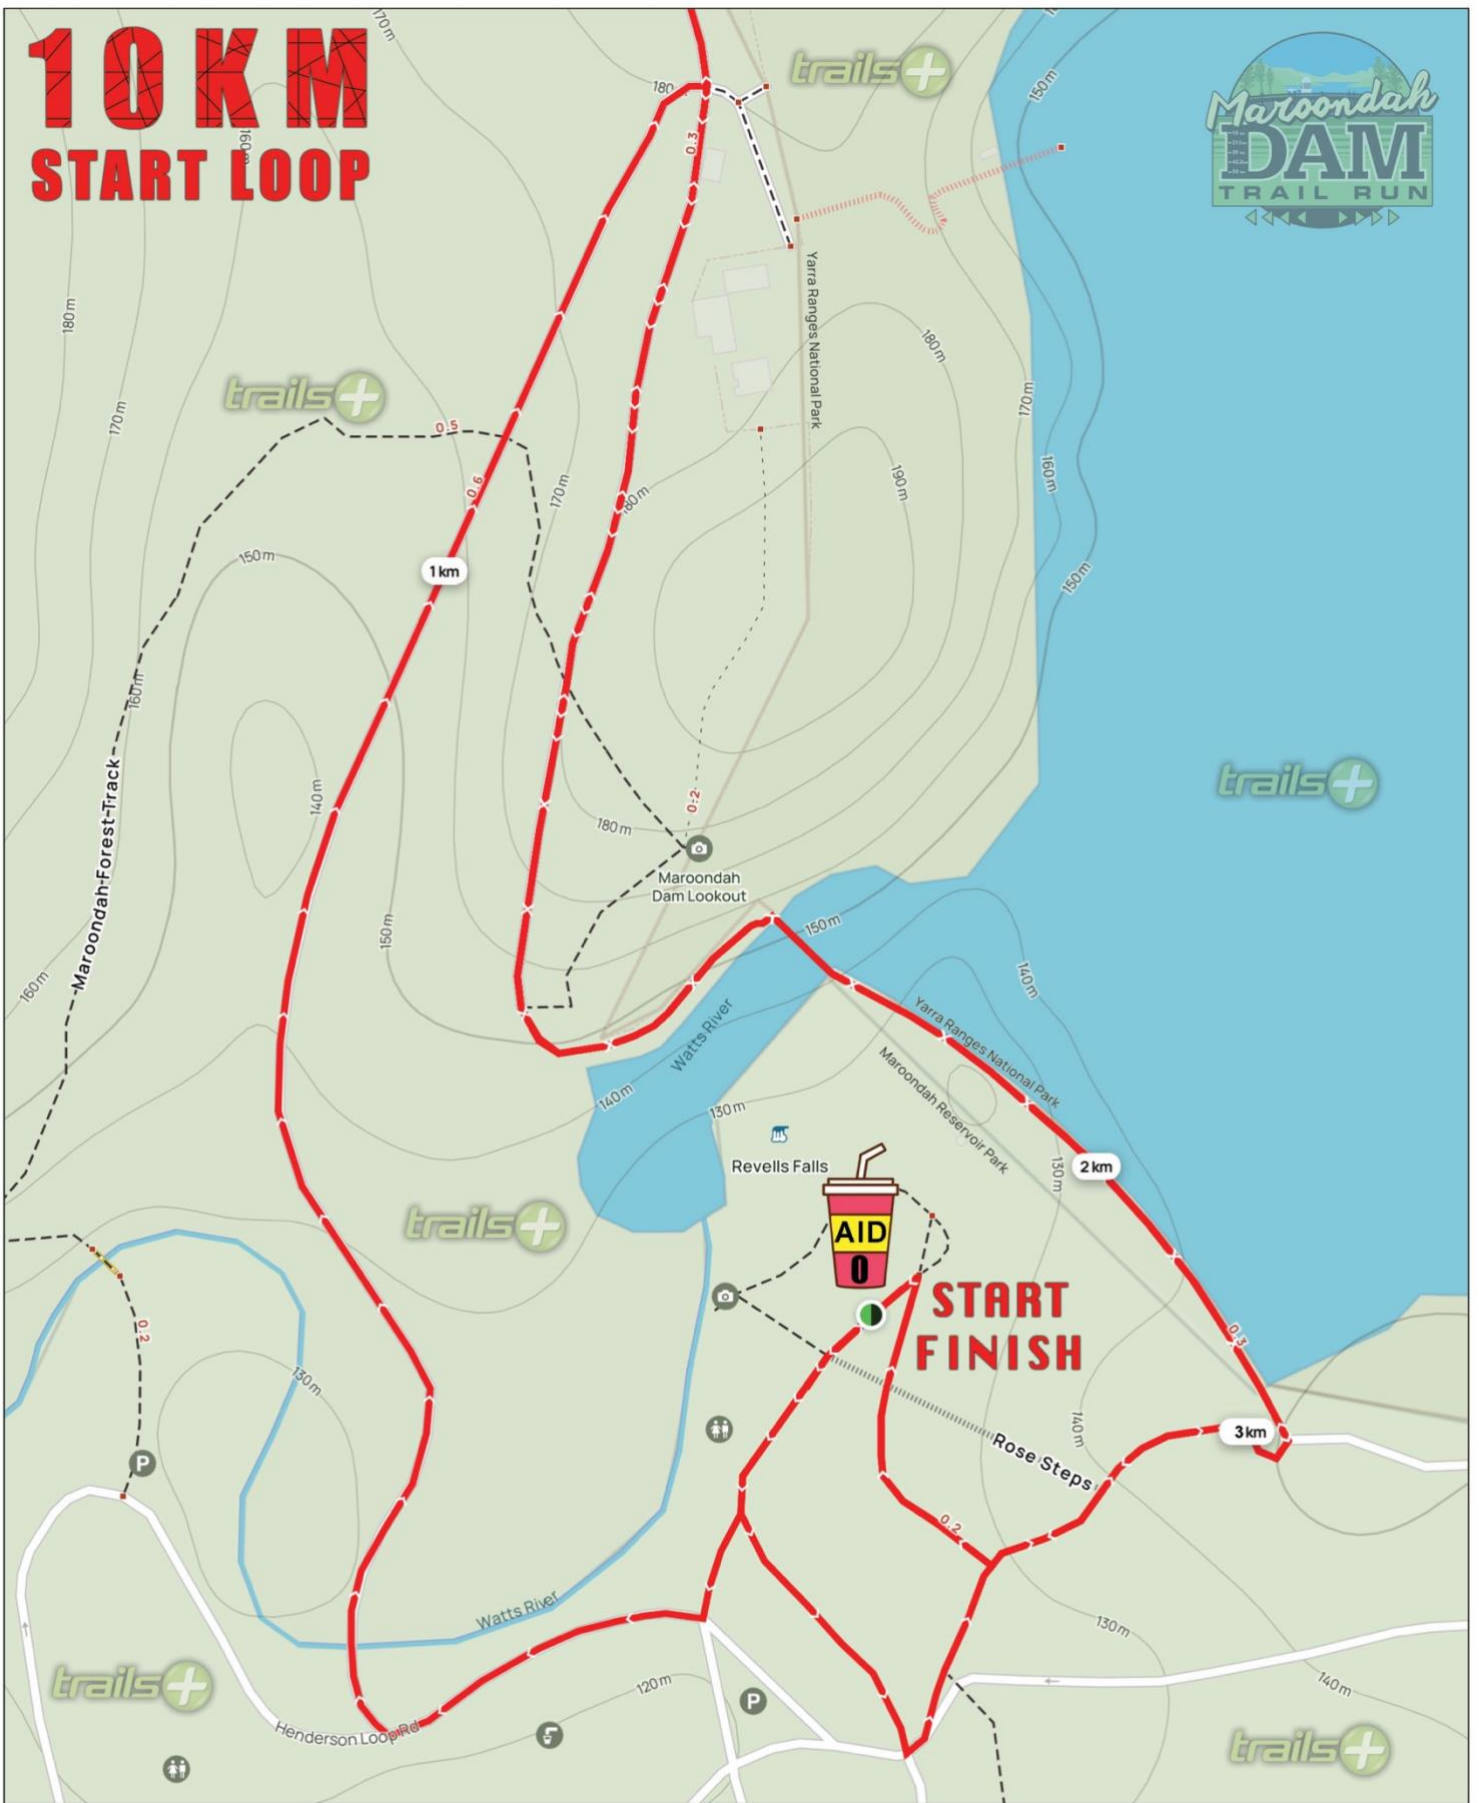 10KM
START LOOP
trails+
Maroondah
DAM
TRAIL RUN
170m
160m
180
0.3
150m
180m
170m
Yarra Ranges National Park
180m
170m
160m
190m
150m
trails+
0.5
0.6
170m
180m
150m
1 km
160m
140m
Maroondah-Forest-Track
150m
160m
0.2
180m
Maroondah
Dam Lookout
trails+
150m
140m
Watts River
Yarra Ranges National Park
Maroondah Reservoir Park
140m
130m
Revells Falls
130m
2 km
AID
0
trails+
START
FINISH
0.2
130m
P
0.3
3 km
140m
Rose Steps
0.2
Watts River
130m
140m
120m
P
trails+
Henderson Loop Rd
trails+